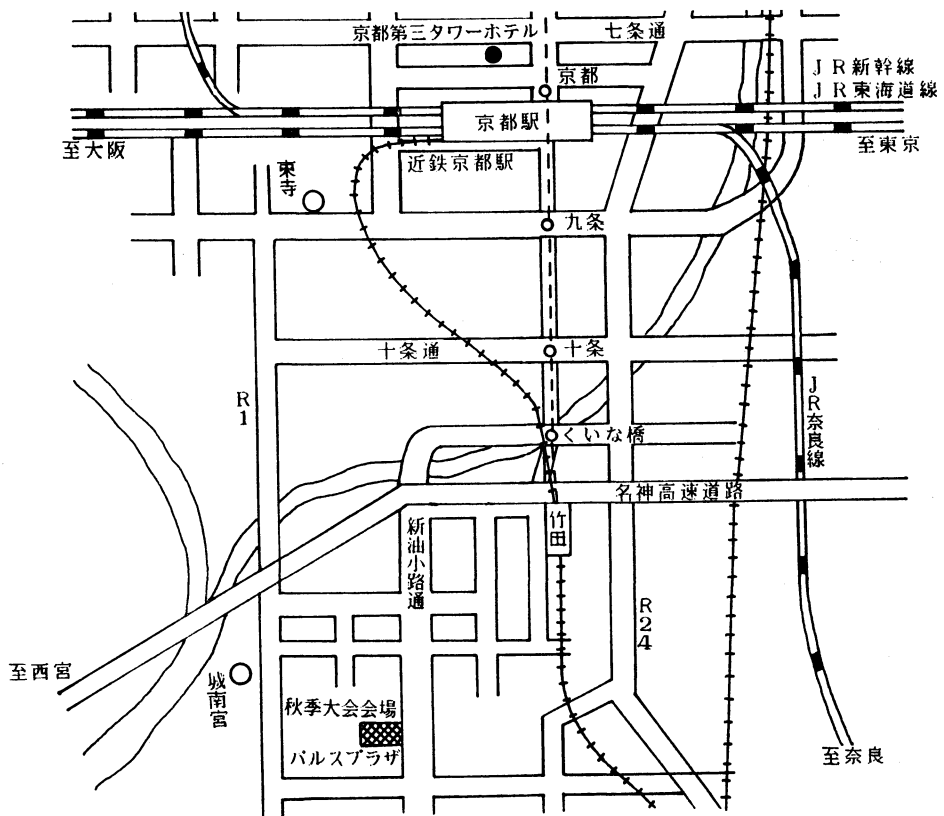 京都第三タワーホテル
七条通
京都
JR新幹線
JR東海道線
京都駅
至大阪
近鉄京都駅
至東京
東寺
九条
十条通
十条
R1
JR奈良線
くいな橋
名神高速道路
竹田
新油小路通
R24
至西宮
城南宮
秋季大会会場
パルスプラザ
至奈良